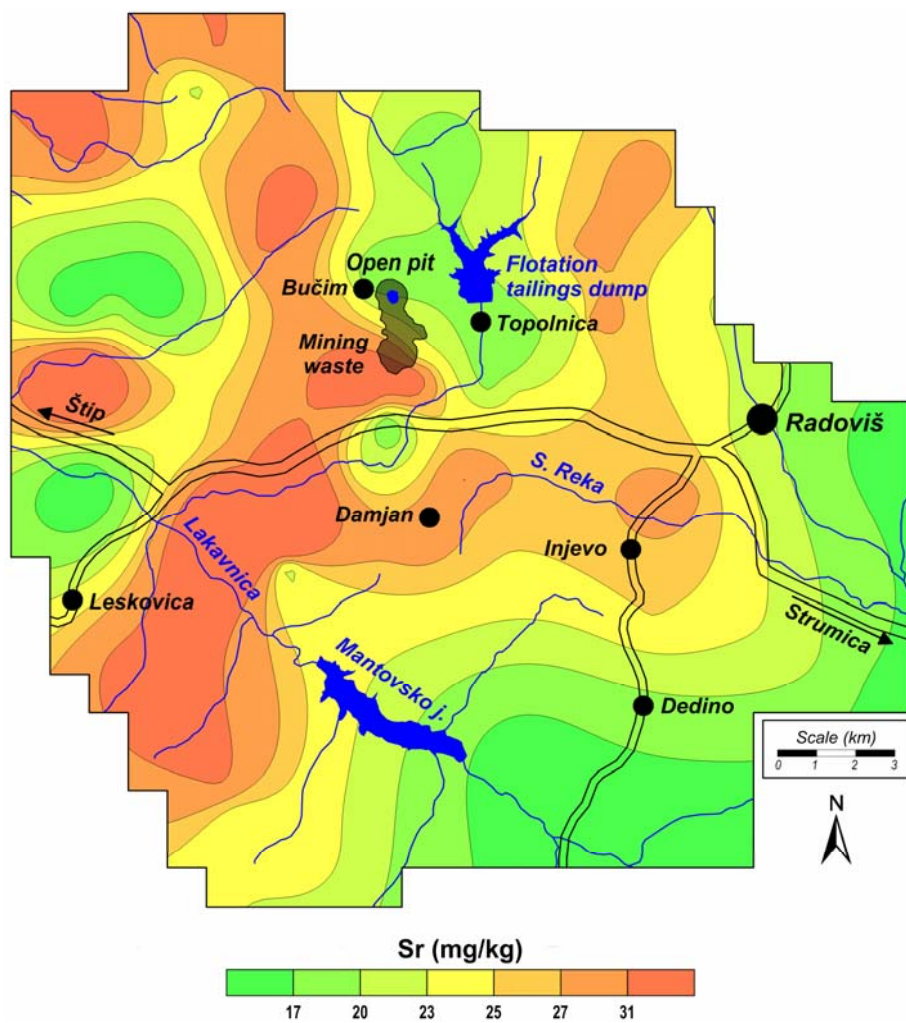 Open pit
Bučim
Flotation
tailings dump
Topolnica
Mining
waste
Štip
Radoviš
S. Reka
Damjan
Lakavnica
Injevo
Leskovica
Strumica
Mantovsko j.
Dedino
Scale (km)
0 1 2 3
N
Sr (mg/kg)
17 20 23 25 27 31